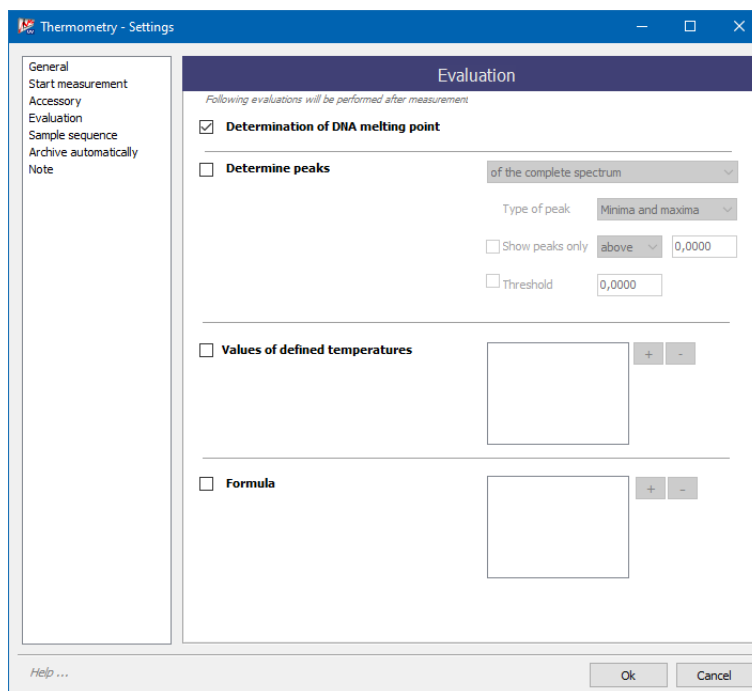 Thermometry - Settings
General
Start measurement
Accessory
Evaluation
Sample sequence
Archive automatically
Note
Evaluation
Following evaluations will be performed after measurement
Determination of DNA melting point
Determine peaks
of the complete spectrum
Type of peak
Minima and maxima
Show peaks only
above
0,0000
Threshold
0,0000
Values of defined temperatures
+
-
Formula
+
-
Help ...
Ok
Cancel